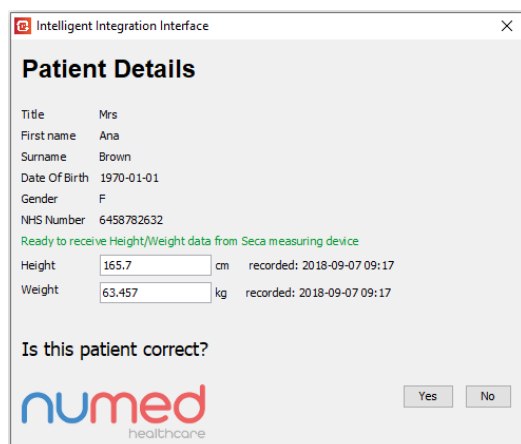 Intelligent Integration Interface
Patient Details
Title Mrs
First name Ana
Surname Brown
Date Of Birth 1970-01-01
Gender F
NHS Number 6458782632
Ready to receive Height/Weight data from Seca measuring device
Height 165.7 cm recorded: 2018-09-07 09:17
Weight 63.457 kg recorded: 2018-09-07 09:17
Is this patient correct?
Yes No
numed
healthcare